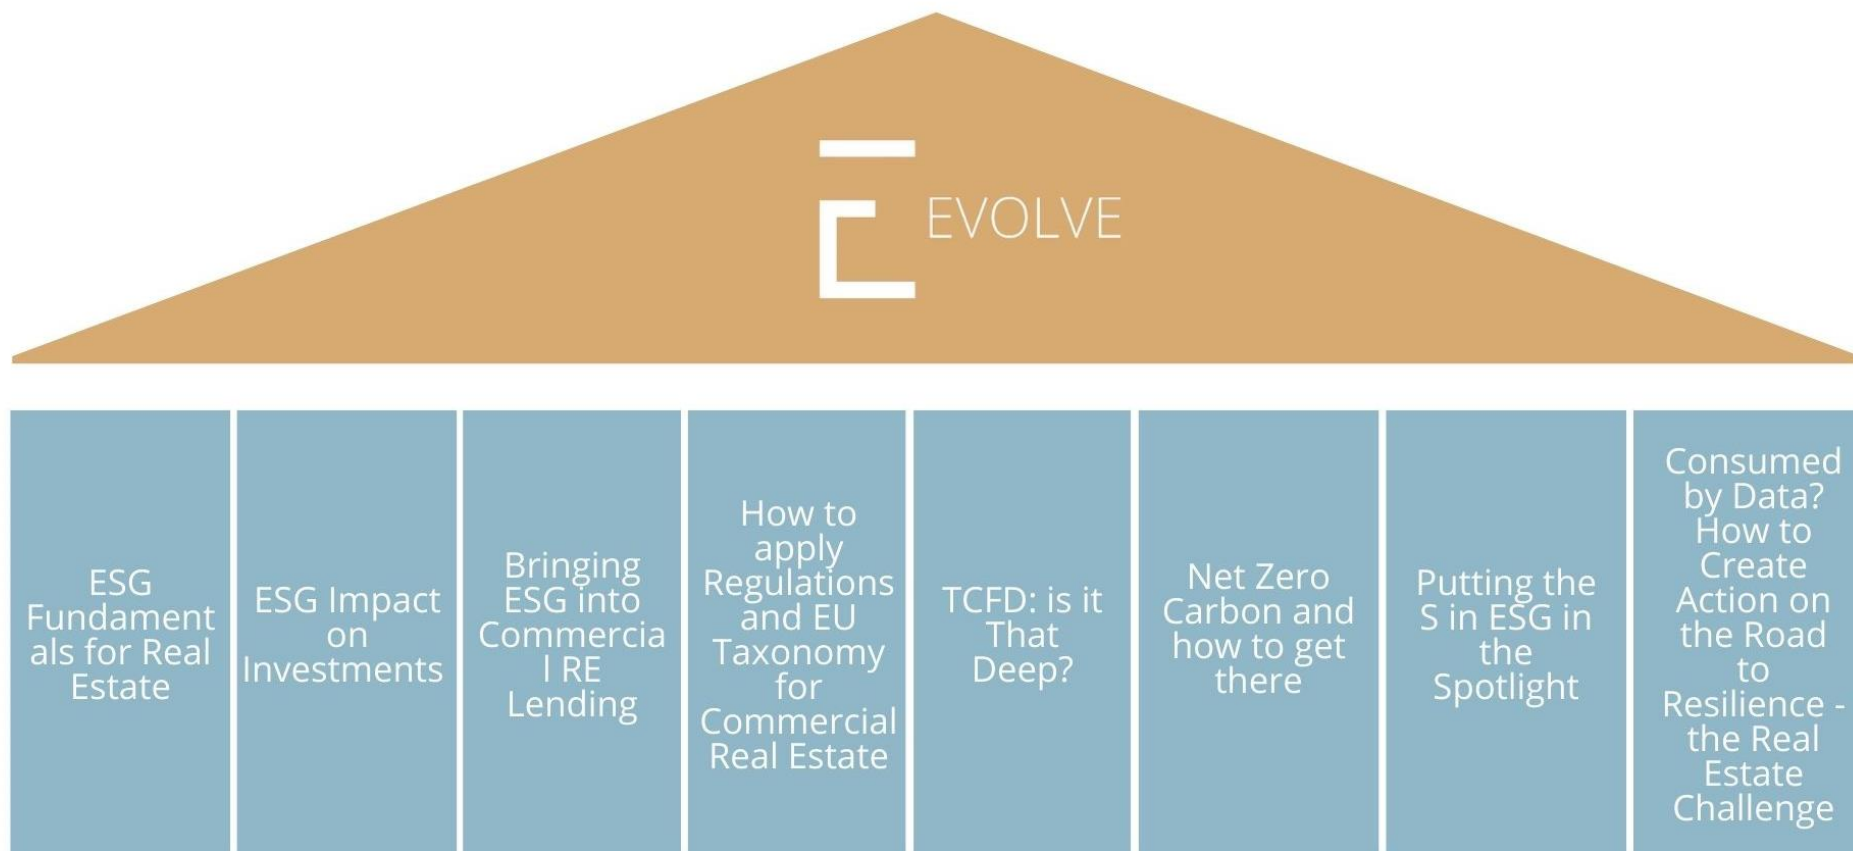 EVOLVE
ESG
Fundament
als for Real
Estate
ESG Impact
on
Investments
Bringing
ESG into
Commercia
l RE
Lending
How to
apply
Regulations
and EU
Taxonomy
for
Commercial
Real Estate
TCFD: is it
That
Deep?
Net Zero
Carbon and
how to get
there
Putting the
S in ESG in
the
Spotlight
Consumed
by Data?
How to
Create
Action on
the Road
to
Resilience -
the Real
Estate
Challenge